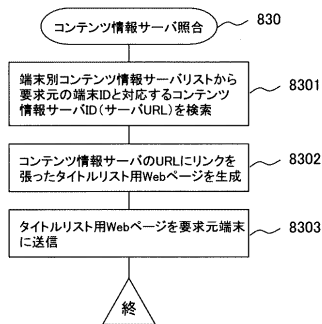 コンテンツ情報サーバ照合
830
端末別コンテンツ情報サーバリストから
要求元の端末IDと対応するコンテンツ
情報サーバID(サーバURL)を検索
8301
コンテンツ情報サーバのURLにリンクを
張ったタイトルリスト用Webページを生成
8302
タイトルリスト用Webページを要求元端末
に送信
8303
終